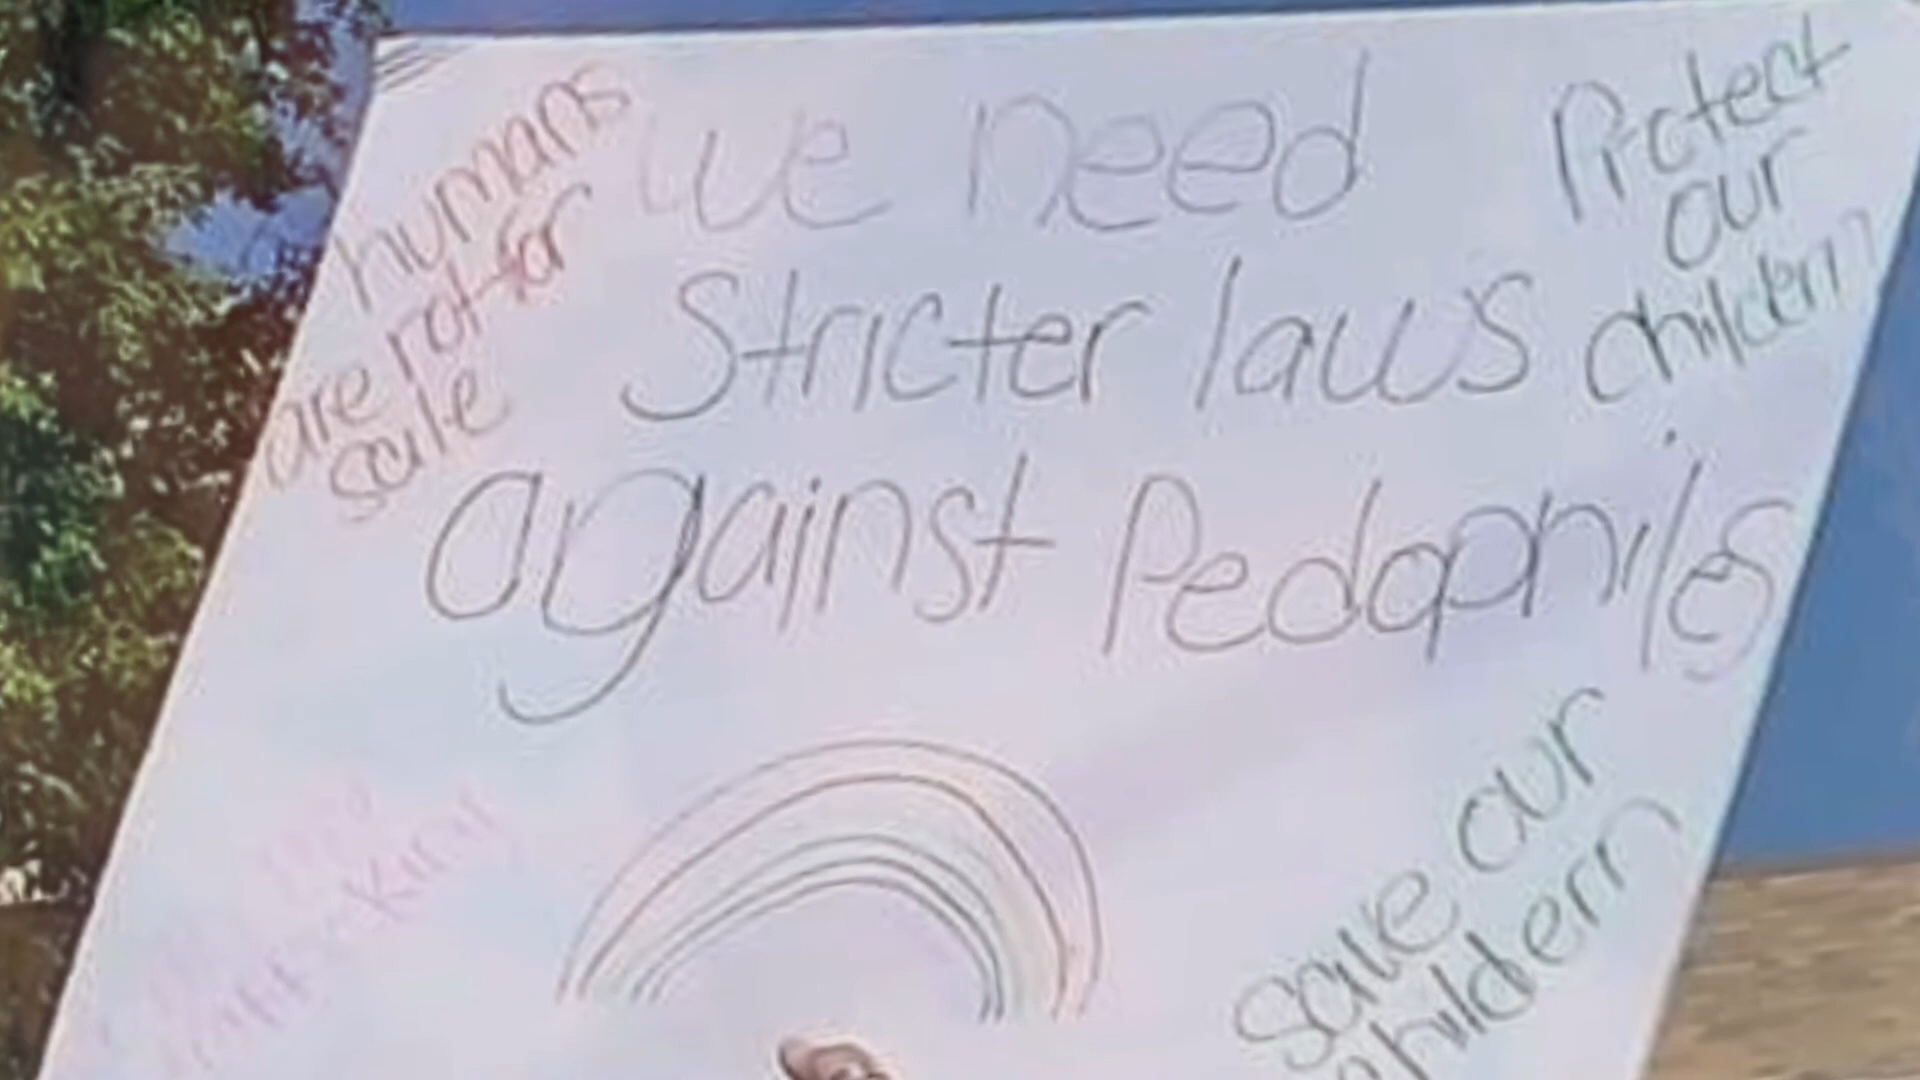 humans
are not for
sale
we need
Stricter laws
against Pedophiles
Protect
our
childern
save our
childern